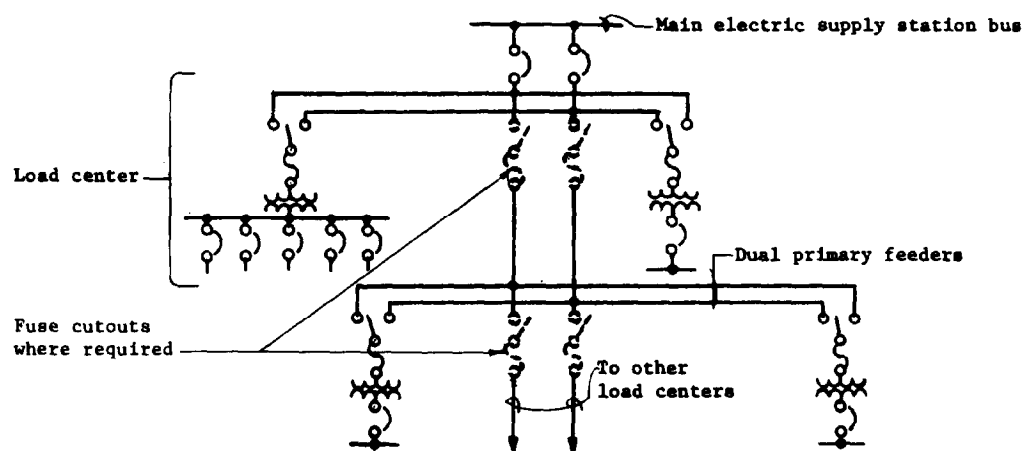 Main electric supply station bus
Load center
Dual primary feeders
Fuse cutouts
where required
To other
load centers